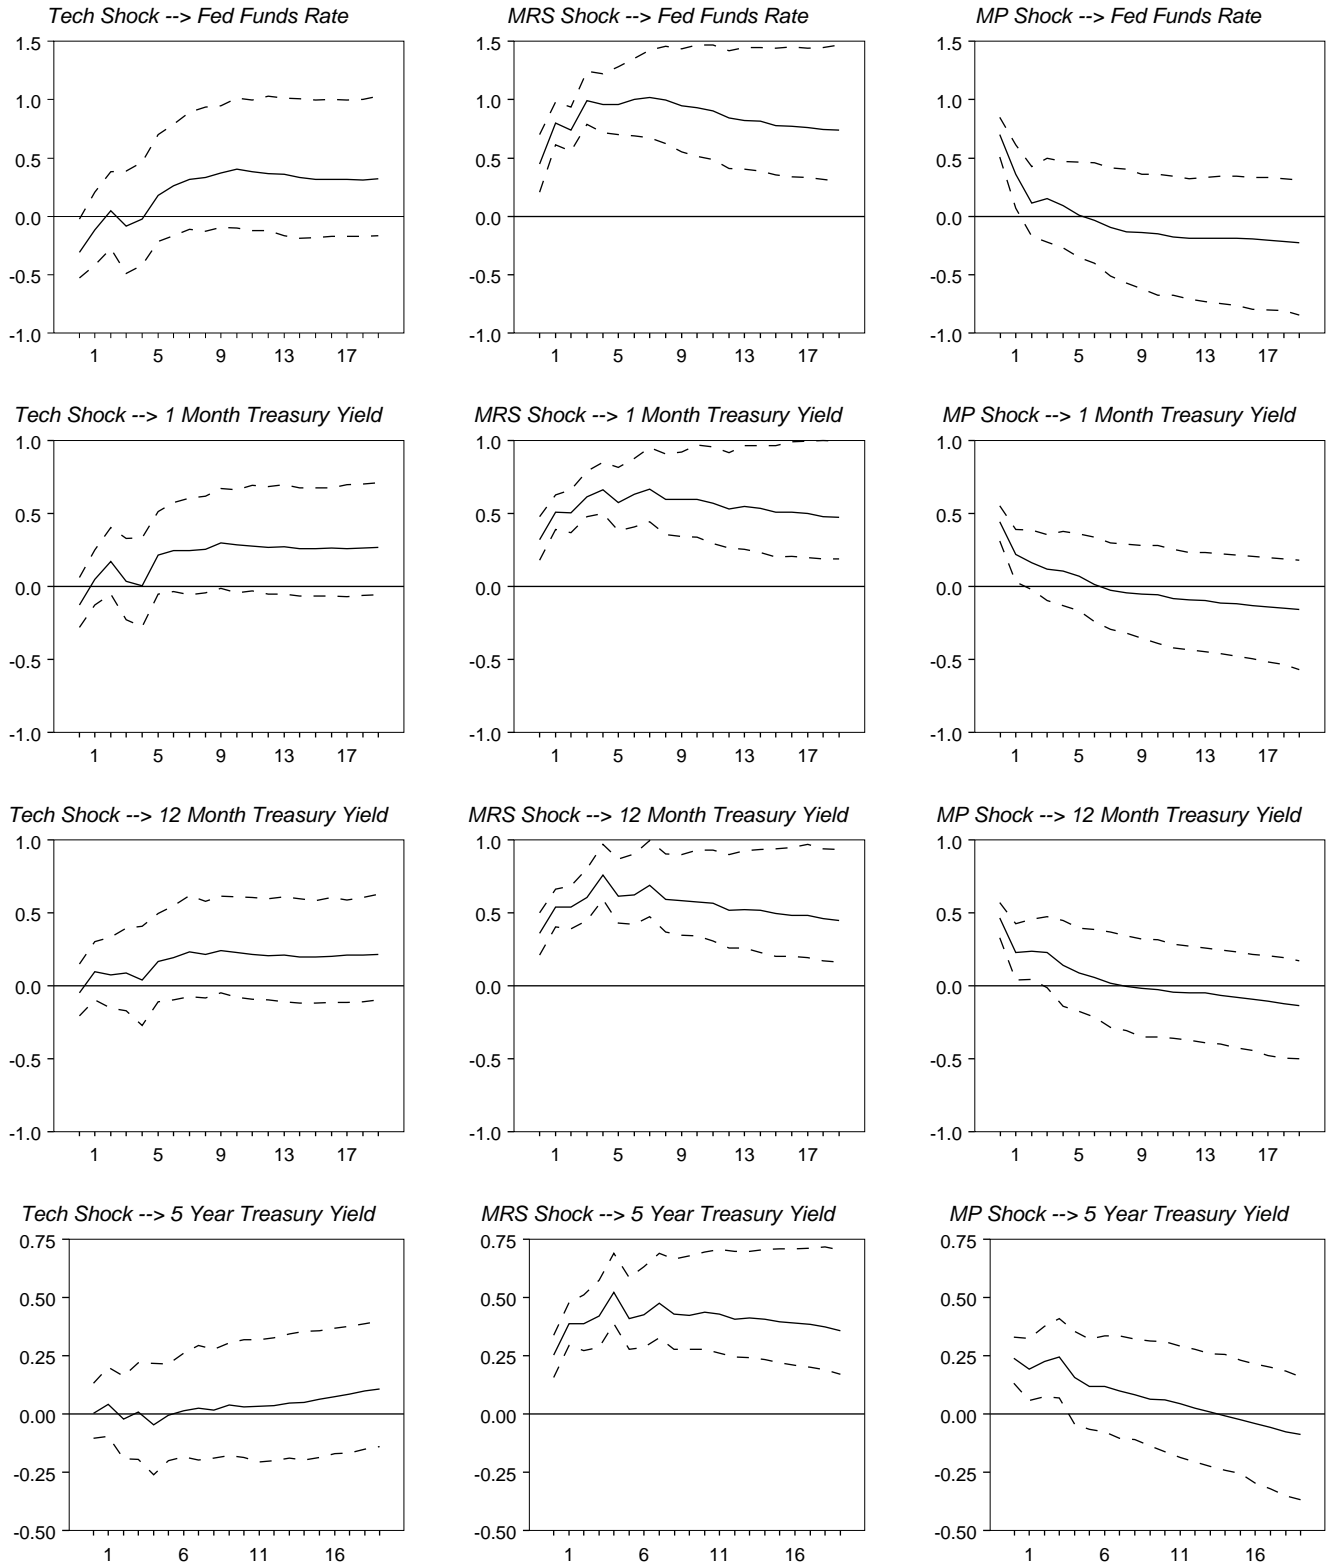 Tech Shock --> Fed Funds Rate
1.5
1.0
0.5
0.0
-0.5
-1.0
1 5 9 13 17
MRS Shock --> Fed Funds Rate
1.5
1.0
0.5
0.0
-0.5
-1.0
1 5 9 13 17
MP Shock --> Fed Funds Rate
1.5
1.0
0.5
0.0
-0.5
-1.0
1 5 9 13 17
Tech Shock --> 1 Month Treasury Yield
1.0
0.5
0.0
-0.5
-1.0
1 5 9 13 17
MRS Shock --> 1 Month Treasury Yield
1.0
0.5
0.0
-0.5
-1.0
1 5 9 13 17
MP Shock --> 1 Month Treasury Yield
1.0
0.5
0.0
-0.5
-1.0
1 5 9 13 17
Tech Shock --> 12 Month Treasury Yield
1.0
0.5
0.0
-0.5
-1.0
1 5 9 13 17
MRS Shock --> 12 Month Treasury Yield
1.0
0.5
0.0
-0.5
-1.0
1 5 9 13 17
MP Shock --> 12 Month Treasury Yield
1.0
0.5
0.0
-0.5
-1.0
1 5 9 13 17
Tech Shock --> 5 Year Treasury Yield
0.75
0.50
0.25
0.00
-0.25
-0.50
1 6 11 16
MRS Shock --> 5 Year Treasury Yield
0.75
0.50
0.25
0.00
-0.25
-0.50
1 6 11 16
MP Shock --> 5 Year Treasury Yield
0.75
0.50
0.25
0.00
-0.25
-0.50
1 6 11 16